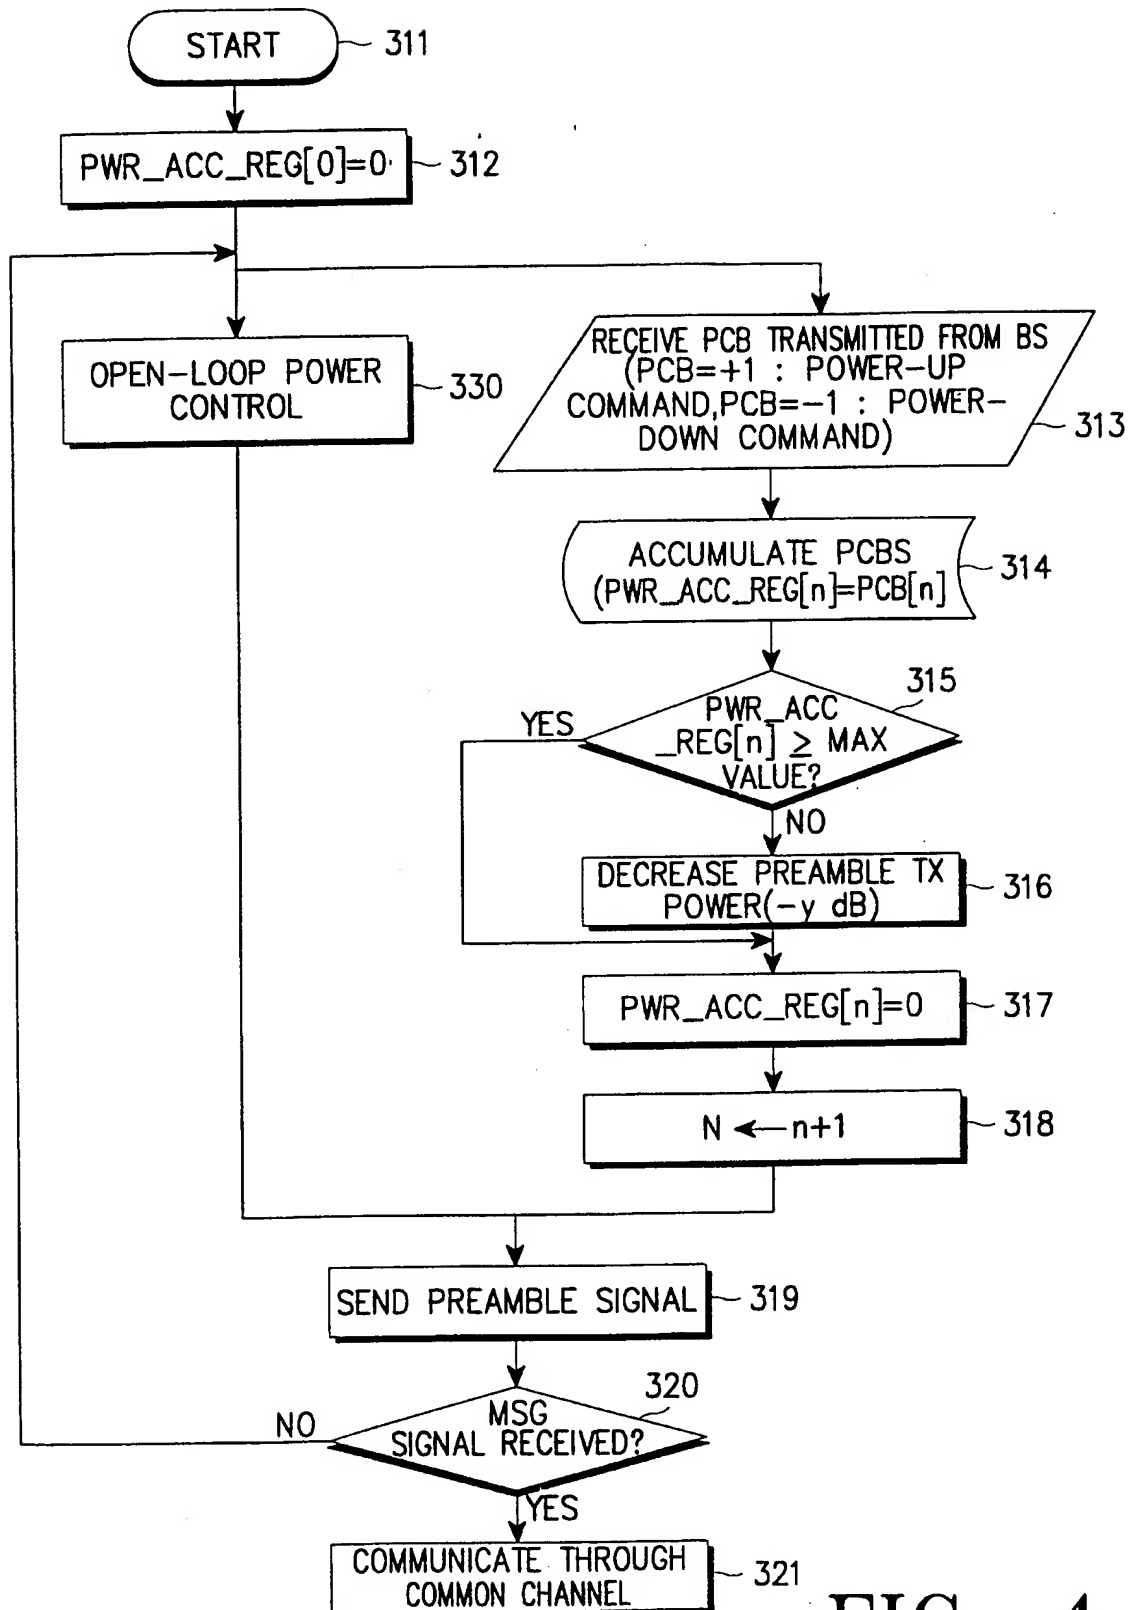 START
311
PWR_ACC_REG[0]=0
312
OPEN-LOOP POWER
CONTROL
330
RECEIVE PCB TRANSMITTED FROM BS
(PCB=+1 : POWER-UP
COMMAND,PCB=-1 : POWER-
DOWN COMMAND)
313
ACCUMULATE PCBS
(PWR_ACC_REG[n]=PCB[n]
314
315
PWR_ACC
_REG[n] ≥ MAX
VALUE?
YES
NO
DECREASE PREAMBLE TX
POWER(-y dB)
316
PWR_ACC_REG[n]=0
317
N ← n+1
318
SEND PREAMBLE SIGNAL
319
320
MSG
SIGNAL RECEIVED?
NO
YES
COMMUNICATE THROUGH
COMMON CHANNEL
321
FIG. 4